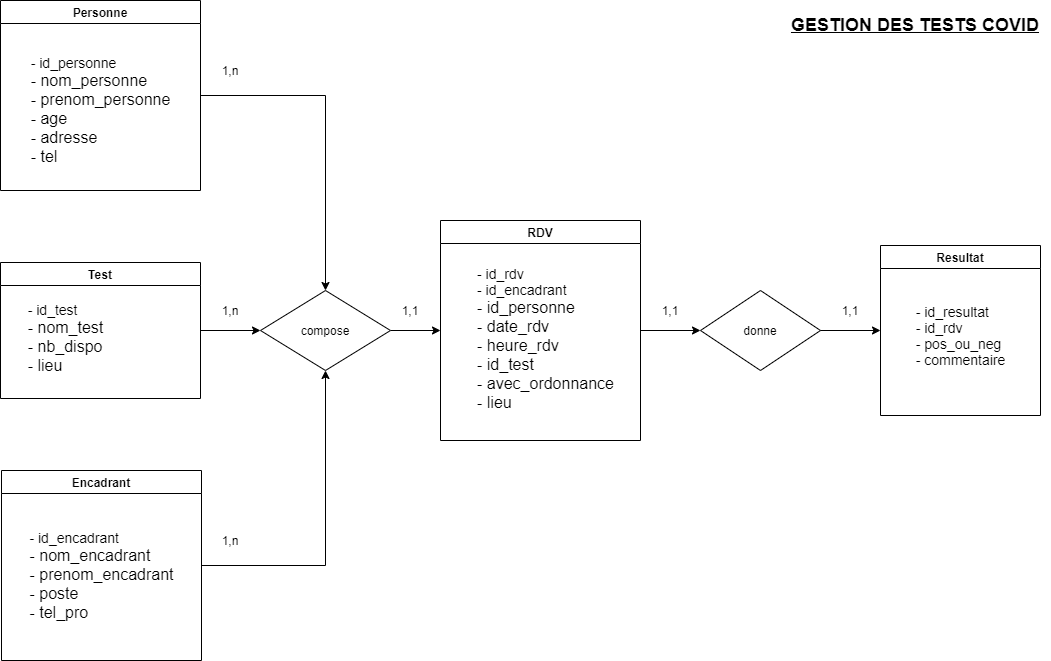 GESTION DES TESTS COVID
Personne
- id_personne
- nom_personne
- prenom_personne
- age
- adresse
- tel
1,n
Test
- id_test
- nom_test
- nb_dispo
- lieu
1,n
Encadrant
- id_encadrant
- nom_encadrant
- prenom_encadrant
- poste
- tel_pro
1,n
compose
1,1
RDV
- id_rdv
- id_encadrant
- id_personne
- date_rdv
- heure_rdv
- id_test
- avec_ordonnance
- lieu
1,1
donne
1,1
Resultat
- id_resultat
- id_rdv
- pos_ou_neg
- commentaire